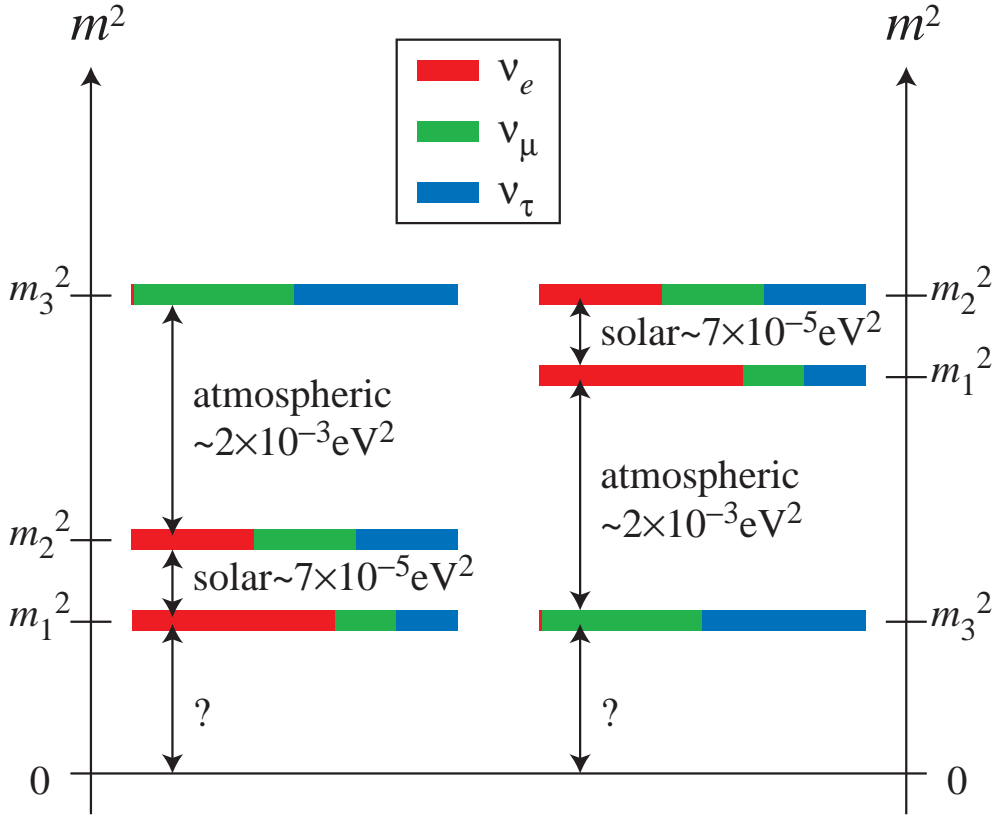 m² m²
νₑ
ν_μ
ν_τ
m₃² m₂²
solar~7×10⁻⁵eV²
m₁²
atmospheric
~2×10⁻³eV²
atmospheric
~2×10⁻³eV²
m₂²
solar~7×10⁻⁵eV²
m₁² m₃²
? ?
0 0